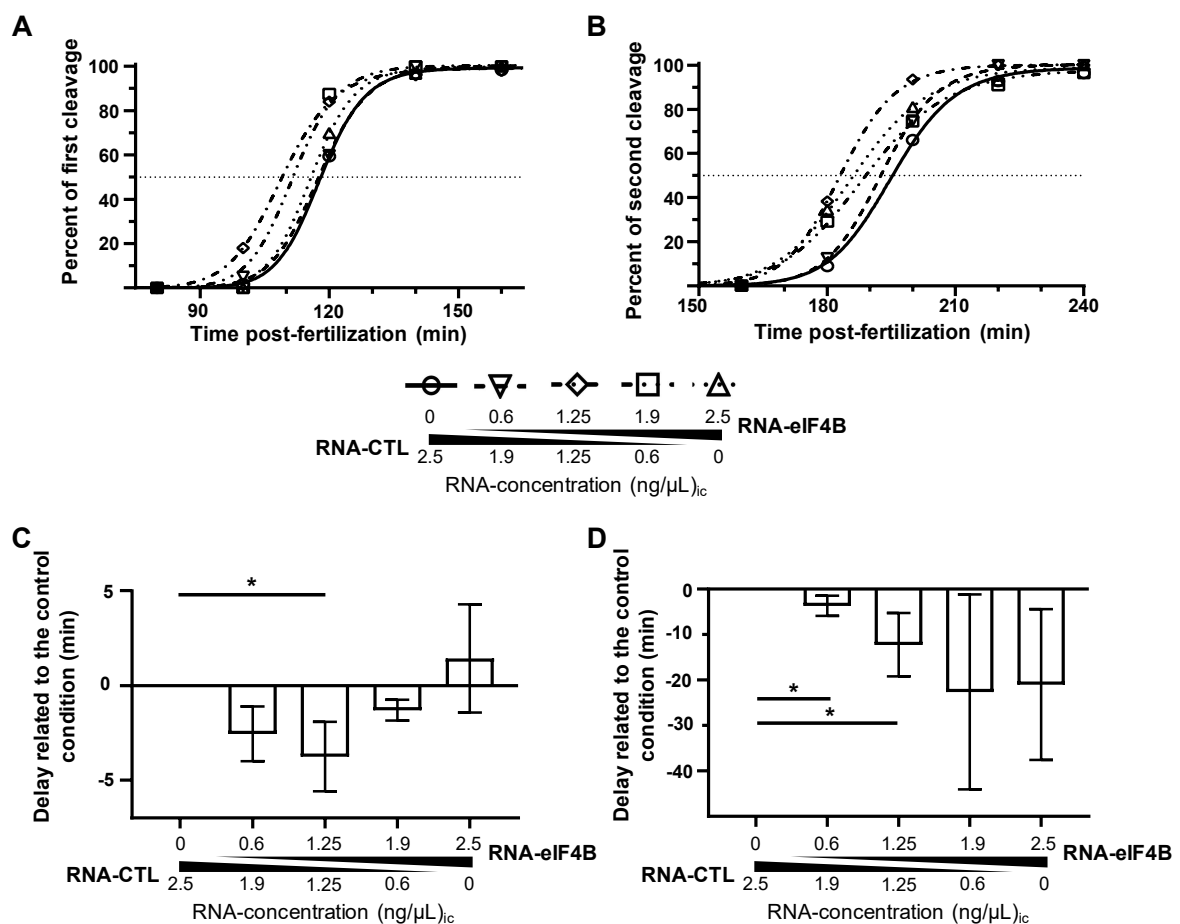 A
Percent of first cleavage
100
80
60
40
20
90
120
150
Time post-fertilization (min)
B
Percent of second cleavage
100
80
60
40
20
150
180
210
240
Time post-fertilization (min)
0 0.6 1.25 1.9 2.5
RNA-eIF4B
RNA-CTL
2.5 1.9 1.25 0.6 0
RNA-concentration (ng/µL)ic
C
Delay related to the control
condition (min)
5
0
-5
*
0 0.6 1.25 1.9 2.5
RNA-eIF4B
RNA-CTL
2.5 1.9 1.25 0.6 0
RNA-concentration (ng/µL)ic
D
Delay related to the control
condition (min)
0
-10
-20
-30
-40
*
*
0 0.6 1.25 1.9 2.5
RNA-eIF4B
RNA-CTL
2.5 1.9 1.25 0.6 0
RNA-concentration (ng/µL)ic